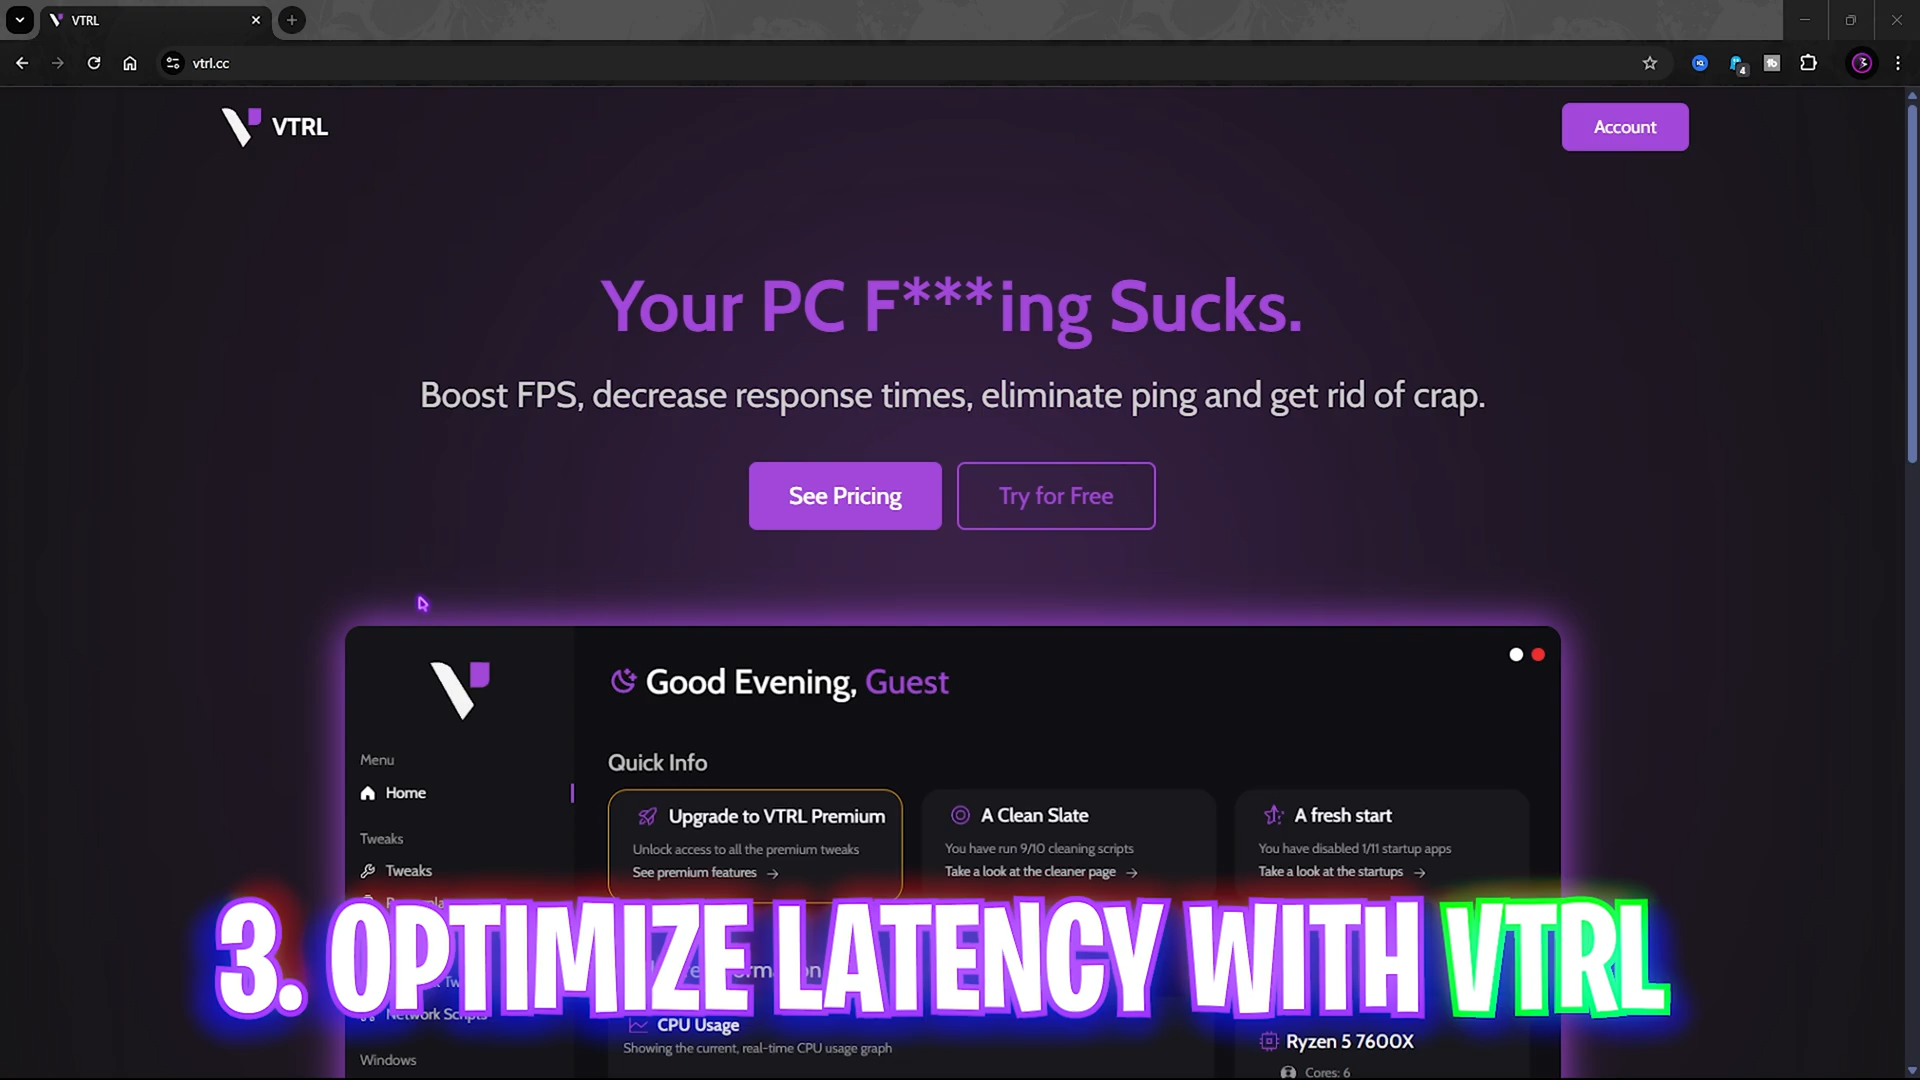 VTRL
vtrl.cc
4
VTRL
Account
Your PC F***ing Sucks.
Boost FPS, decrease response times, eliminate ping and get rid of crap.
See Pricing
Try for Free
Good Evening, Guest
Menu
Quick Info
Home
Upgrade to VTRL Premium
Unlock access to all the premium tweaks
See premium features →
A Clean Slate
You have run 9/10 cleaning scripts
Take a look at the cleaner page →
A fresh start
You have disabled 1/11 startup apps
Take a look at the startups →
Tweaks
Tweaks
3. OPTIMIZE LATENCY WITH VTRL
Network Scripts
CPU Usage
Showing the current, real-time CPU usage graph
Ryzen 5 7600X
Cores: 6
Windows